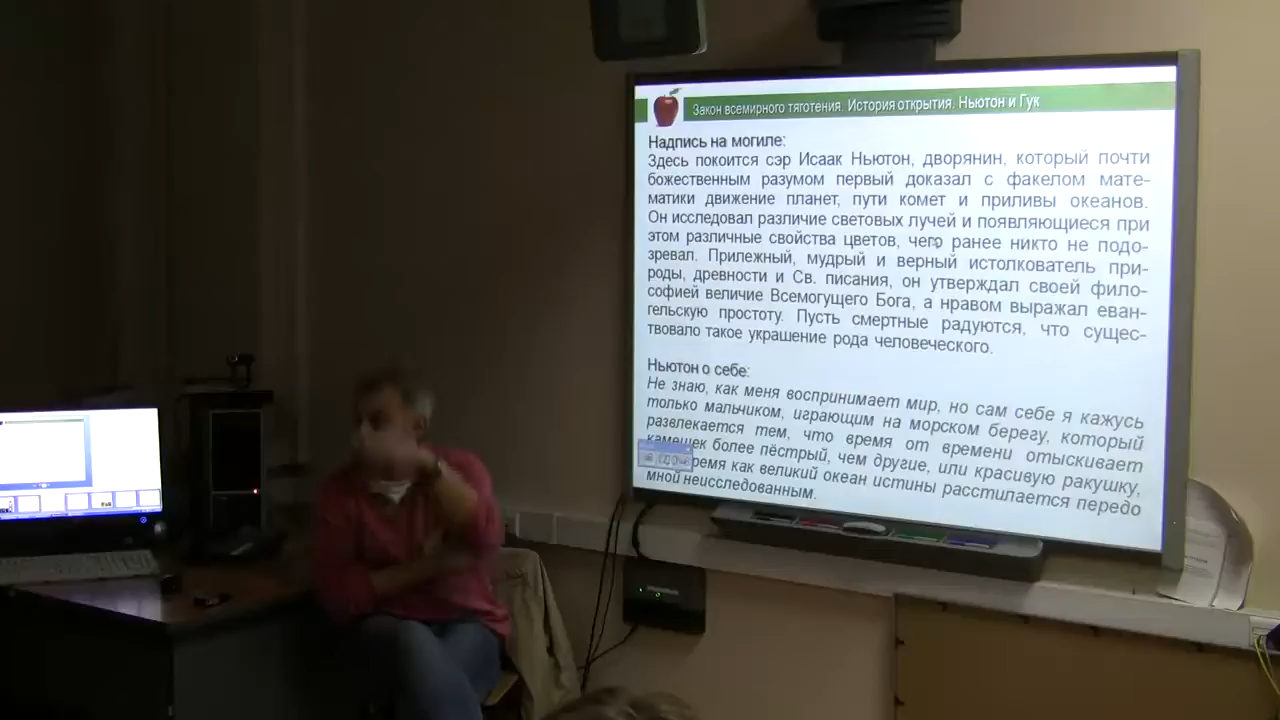 Закон всемирного тяготения. История открытия. Ньютон и Гук
Надпись на могиле:
Здесь покоится сэр Исаак Ньютон, дворянин, который почти
божественным разумом первый доказал с факелом мате-
матики движение планет, пути комет и приливы океанов.
Он исследовал различие световых лучей и появляющиеся при
этом различные свойства цветов, чего ранее никто не подо-
зревал. Прилежный, мудрый и верный истолкователь при-
роды, древности и Св. писания, он утверждал своей фило-
софией величие Всемогущего Бога, а нравом выражал еван-
гельскую простоту. Пусть смертные радуются, что сущес-
твовало такое украшение рода человеческого.
Ньютон о себе:
Не знаю, как меня воспринимает мир, но сам себе я кажусь
только мальчиком, играющим на морском берегу, который
развлекается тем, что время от времени отыскивает
камешек более пёстрый, чем другие, или красивую ракушку,
время как великий океан истины расстилается передо
мной неисследованным.